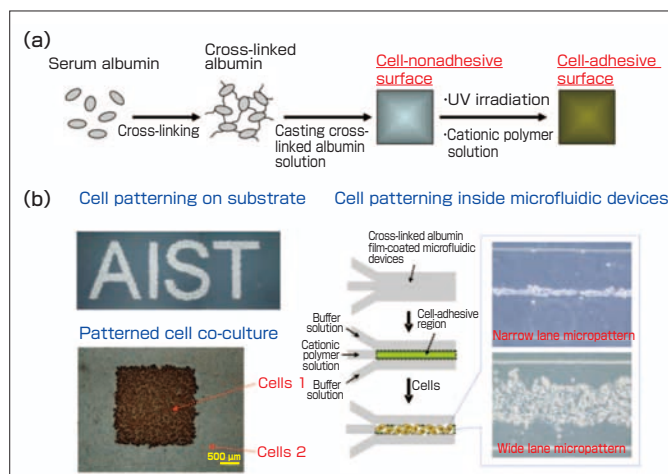 (a)
Serum albumin
Cross-linking
Cross-linked
albumin
Casting cross-
linked albumin
solution
Cell-nonadhesive
surface
·UV irradiation
·Cationic polymer
solution
Cell-adhesive
surface
(b)
Cell patterning on substrate
AIST
Patterned cell co-culture
Cells 1
Cells 2
500 µm
Cell patterning inside microfluidic devices
Cross-linked albumin
film-coated microfluidic
devices
Buffer
solution
Cell-adhesive
region
Cationic
polymer
solution
Buffer
solution
Cells
Narrow lane micropattern
Wide lane micropattern